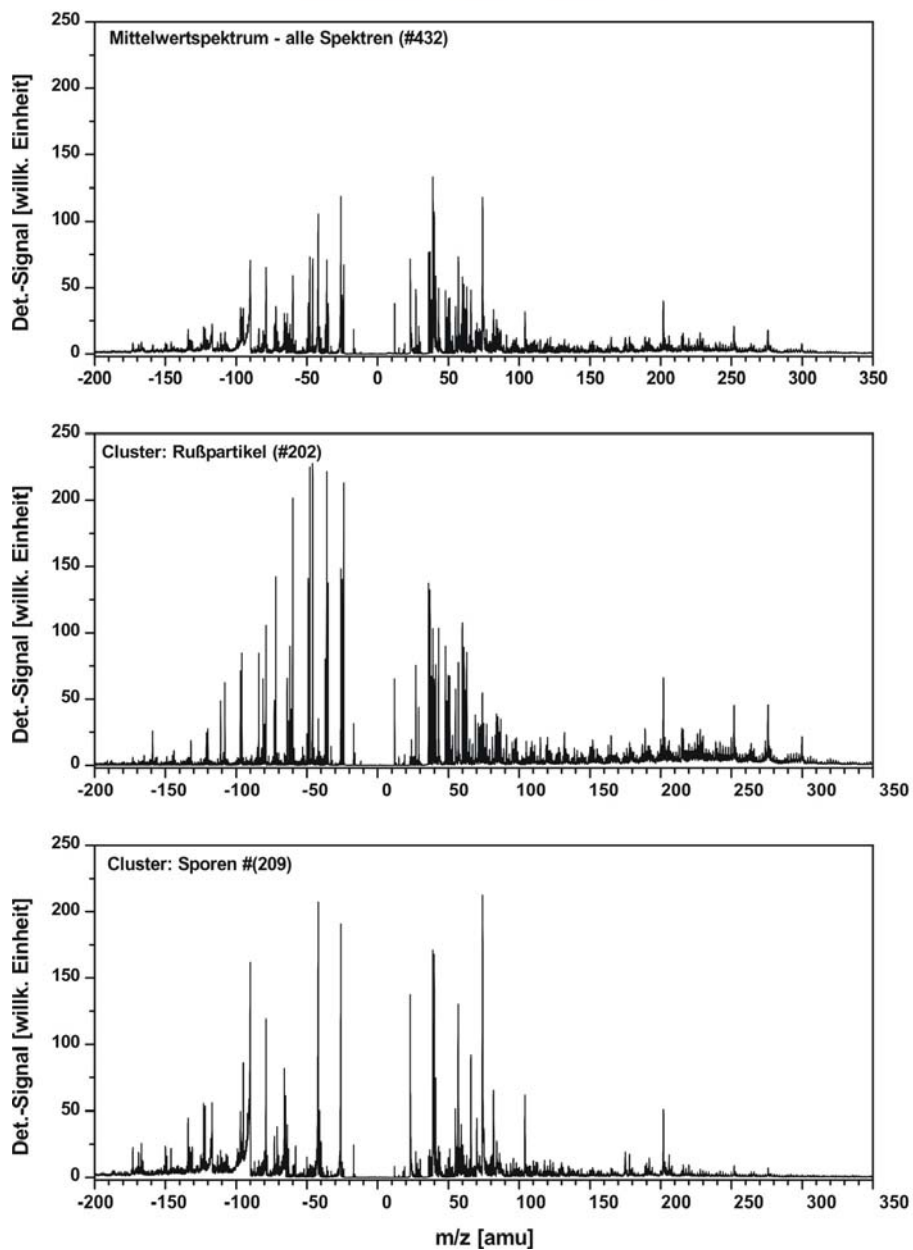 250
Mittelwertspektrum - alle Spektren (#432)
200
150
100
50
0
Det.-Signal [willk. Einheit]
-200 -150 -100 -50 0 50 100 150 200 250 300 350
250
Cluster: Rußpartikel (#202)
200
150
100
50
0
Det.-Signal [willk. Einheit]
-200 -150 -100 -50 0 50 100 150 200 250 300 350
250
Cluster: Sporen #(209)
200
150
100
50
0
Det.-Signal [willk. Einheit]
-200 -150 -100 -50 0 50 100 150 200 250 300 350
m/z [amu]